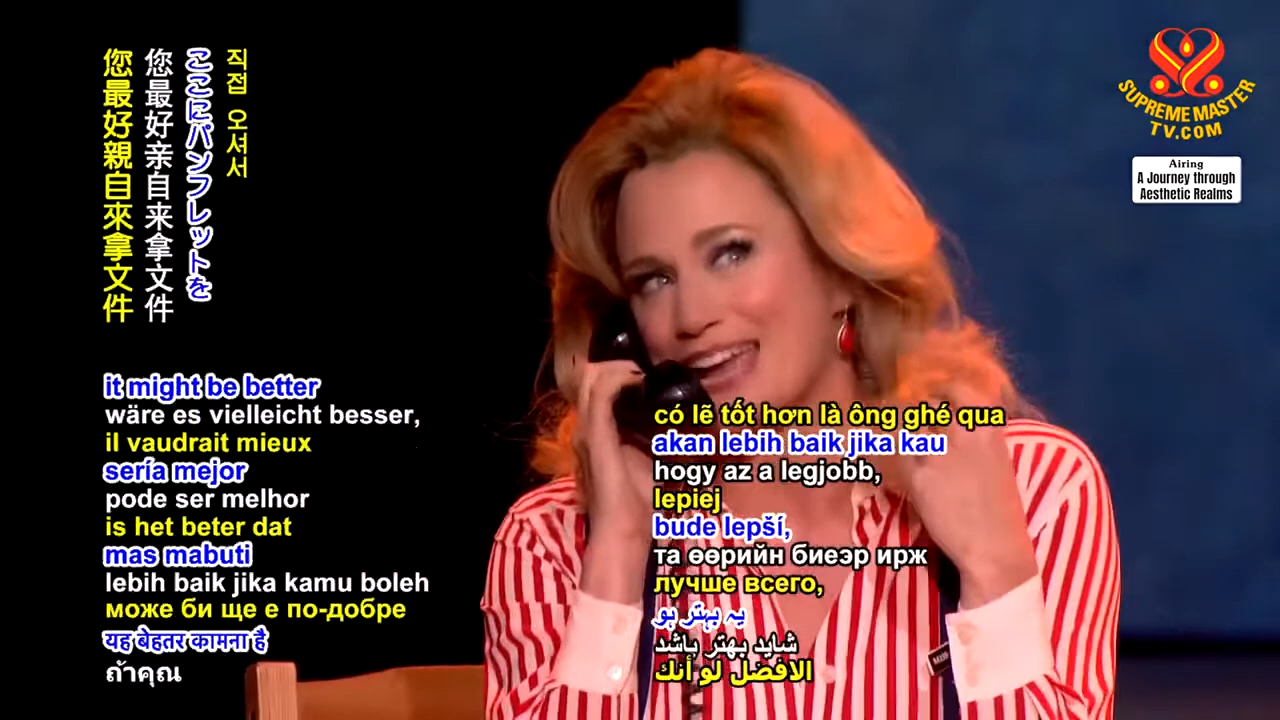 您最好親自來拿文件
您最好亲自来拿文件
ここにパンフレットを
직접 오셔서
SUPREME MASTER
TV.COM
Airing
A Journey through
Aesthetic Realms
it might be better
wäre es vielleicht besser,
il vaudrait mieux
sería mejor
pode ser melhor
is het beter dat
mas mabuti
lebih baik jika kamu boleh
може би ще е по-добре
यह बेहतर कामना है
ถ้าคุณ
có lẽ tốt hơn là ông ghé qua
akan lebih baik jika kau
hogy az a legjobb,
lepiej
bude lepší,
та өөрийн биеэр ирж
лучше всего,
یہ بہتر ہو
شاید بهتر باشد
الافضل لو أنك